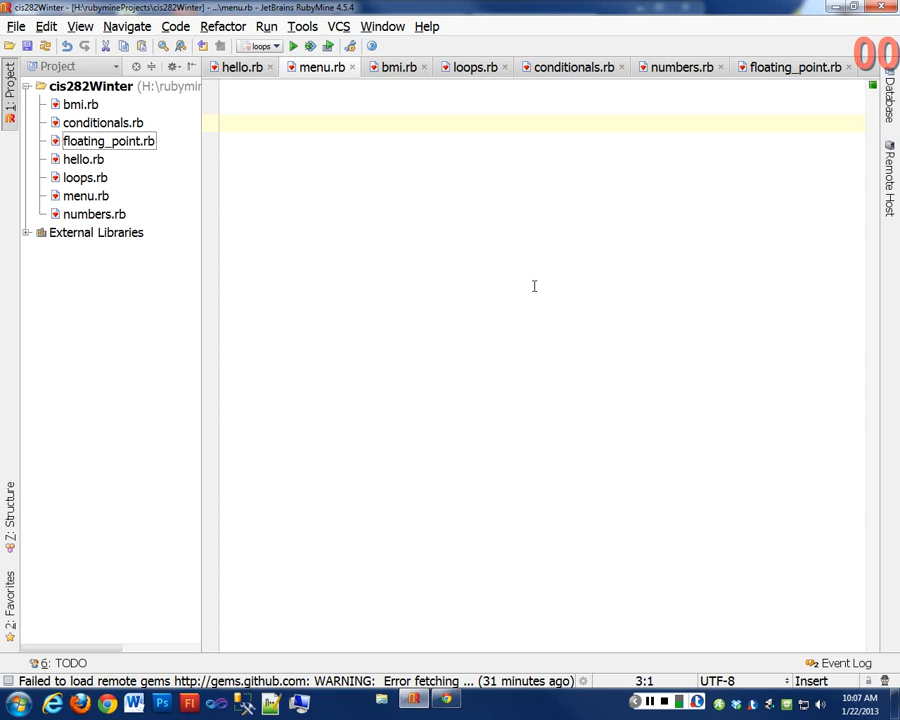 cis282Winter - [H:\rubymineProjects\cis282Winter] - ...\menu.rb - JetBrains RubyMine 4.5.4
File Edit View Navigate Code Refactor Run Tools VCS Window Help
loops
00
Project
hello.rb menu.rb bmi.rb loops.rb conditionals.rb numbers.rb floating_point.rb
1: Project
cis282Winter (H:\rubymin
bmi.rb
conditionals.rb
floating_point.rb
hello.rb
loops.rb
menu.rb
numbers.rb
External Libraries
Database
Remote Host
Z: Structure
2: Favorites
6: TODO
2 Event Log
Failed to load remote gems http://gems.github.com: WARNING: Error fetching ... (31 minutes ago) 3:1 UTF-8 Insert
10:07 AM
1/22/2013